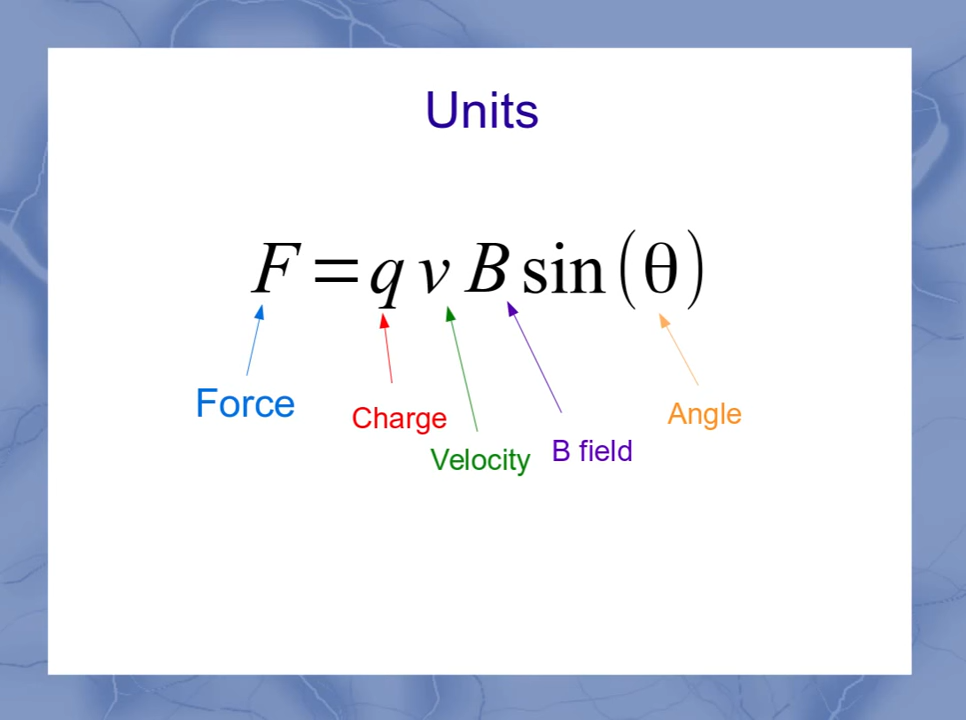 Units
F = q v B sin (θ)
Force
Charge
Velocity
B field
Angle